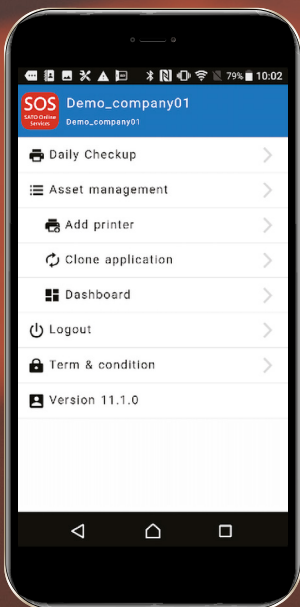 79% 10:02
SOS
SATO Online
Services
Demo_company01
Demo_company01
Daily Checkup
Asset management
Add printer
Clone application
Dashboard
Logout
Term & condition
Version 11.1.0